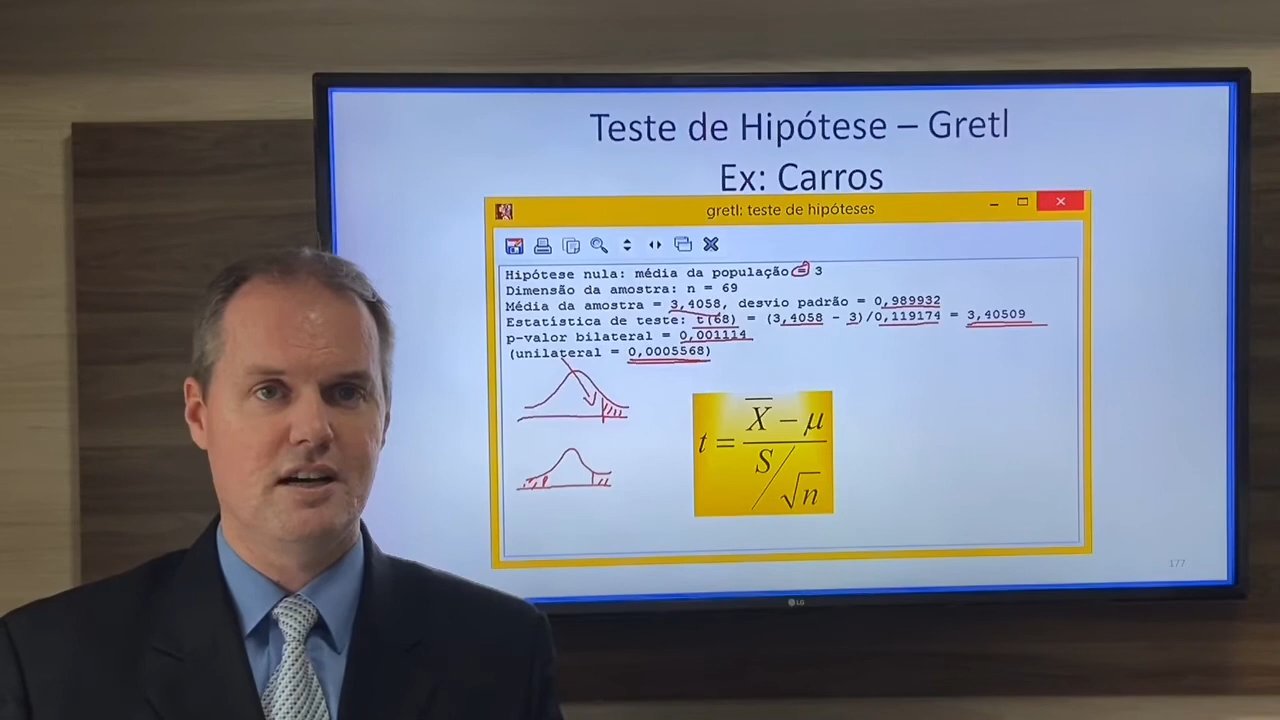 Teste de Hipótese – Gretl
Ex: Carros
gretl: teste de hipóteses
Hipótese nula: média da população = 3
Dimensão da amostra: n = 69
Média da amostra = 3,4058, desvio padrão = 0,989932
Estatística de teste: t(68) = (3,4058 - 3)/0,119174 = 3,40509
p-valor bilateral = 0,001114
(unilateral = 0,0005568)
t = X − μ
S/√n
177
LG